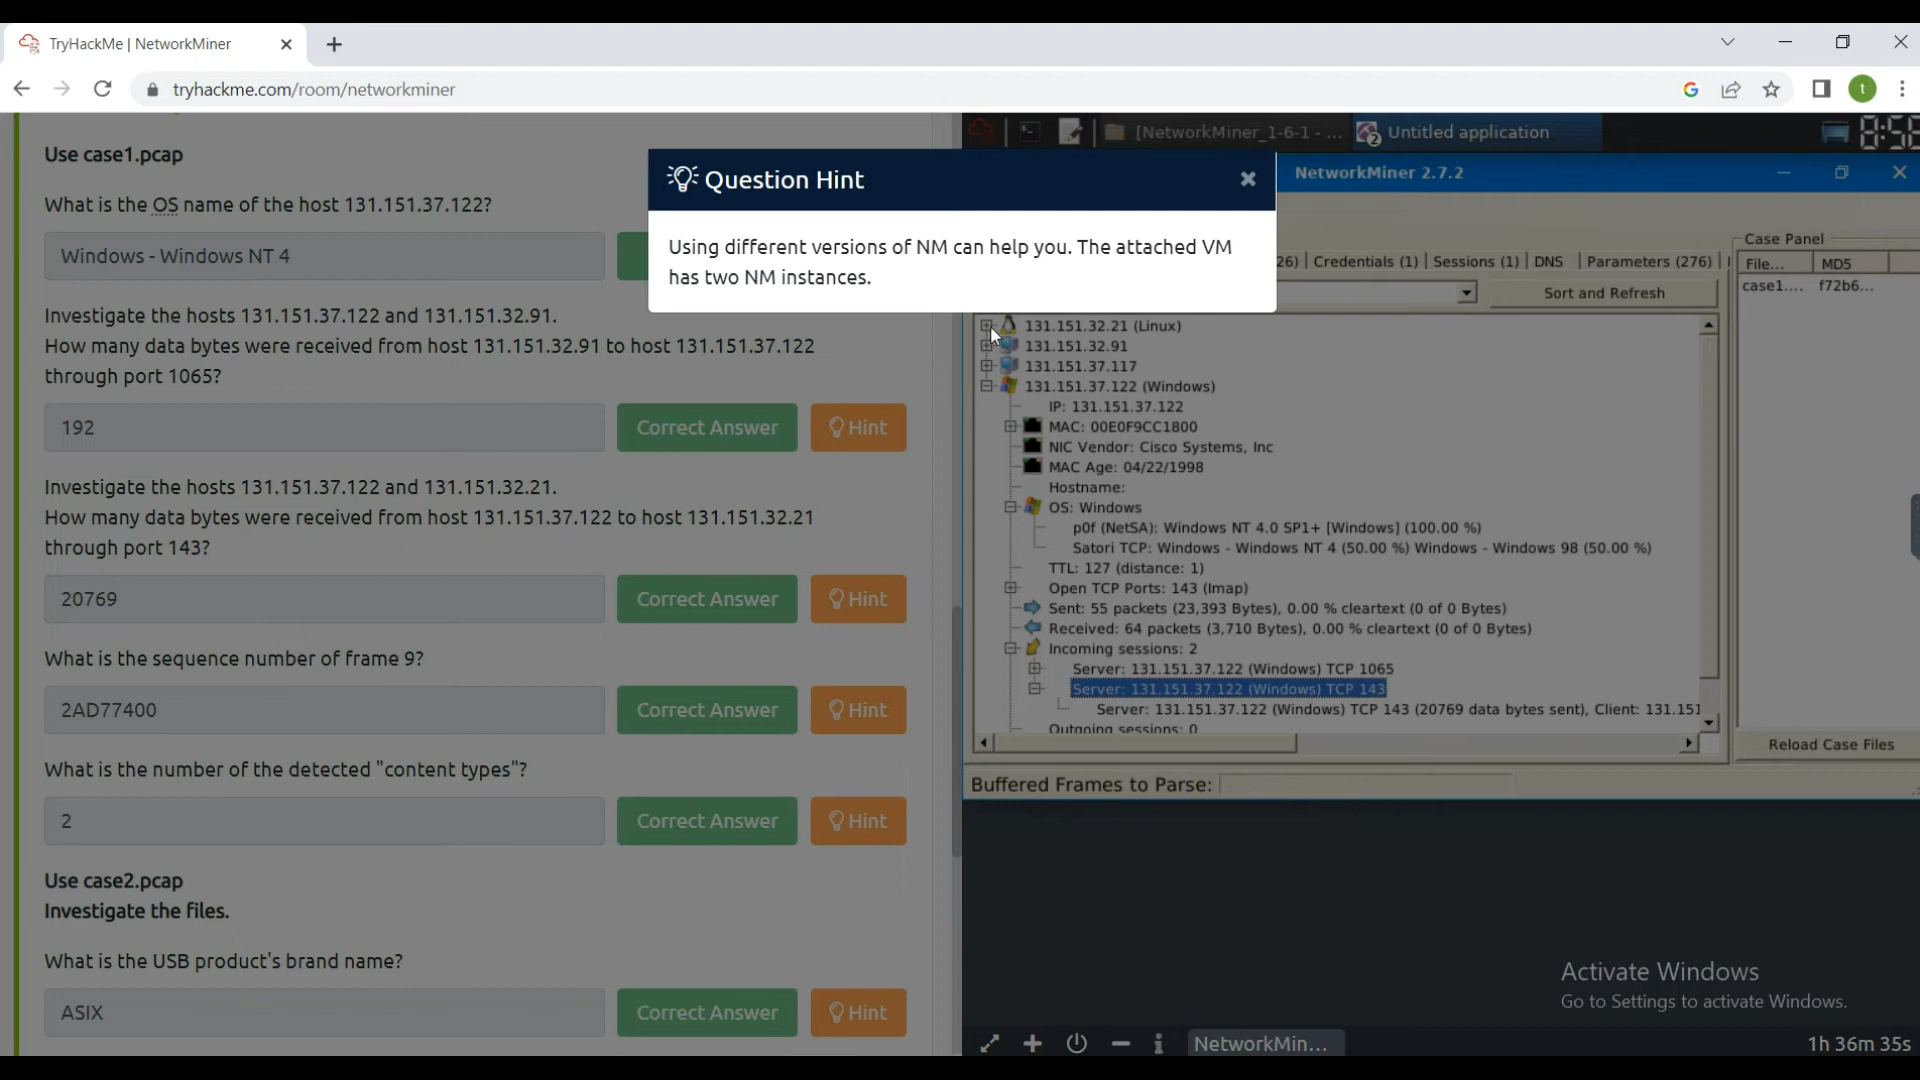 TryHackMe | NetworkMiner
tryhackme.com/room/networkminer
t
Use case1.pcap
What is the OS name of the host 131.151.37.122?
Windows - Windows NT 4
Investigate the hosts 131.151.37.122 and 131.151.32.91.
How many data bytes were received from host 131.151.32.91 to host 131.151.37.122
through port 1065?
192
Correct Answer
Hint
Investigate the hosts 131.151.37.122 and 131.151.32.21.
How many data bytes were received from host 131.151.37.122 to host 131.151.32.21
through port 143?
20769
Correct Answer
Hint
What is the sequence number of frame 9?
2AD77400
Correct Answer
Hint
What is the number of the detected "content types"?
2
Correct Answer
Hint
Use case2.pcap
Investigate the files.
What is the USB product's brand name?
ASIX
Correct Answer
Hint
Question Hint
Using different versions of NM can help you. The attached VM
has two NM instances.
[NetworkMiner_1-6-1 - ...
2
Untitled application
8:58
NetworkMiner 2.7.2
26) Credentials (1) Sessions (1) DNS Parameters (276)
Sort and Refresh
131.151.32.21 (Linux)
131.151.32.91
131.151.37.117
131.151.37.122 (Windows)
IP: 131.151.37.122
MAC: 00E0F9CC1800
NIC Vendor: Cisco Systems, Inc
MAC Age: 04/22/1998
Hostname:
OS: Windows
p0f (NetSA): Windows NT 4.0 SP1+ [Windows] (100.00 %)
Satori TCP: Windows - Windows NT 4 (50.00 %) Windows - Windows 98 (50.00 %)
TTL: 127 (distance: 1)
Open TCP Ports: 143 (Imap)
Sent: 55 packets (23,393 Bytes), 0.00 % cleartext (0 of 0 Bytes)
Received: 64 packets (3,710 Bytes), 0.00 % cleartext (0 of 0 Bytes)
Incoming sessions: 2
Server: 131.151.37.122 (Windows) TCP 1065
Server: 131.151.37.122 (Windows) TCP 143
Server: 131.151.37.122 (Windows) TCP 143 (20769 data bytes sent), Client: 131.151
Outgoing sessions: 0
Case Panel
File... MD5
case1.... f72b6...
Reload Case Files
Buffered Frames to Parse:
Activate Windows
Go to Settings to activate Windows.
NetworkMin...
1h 36m 35s